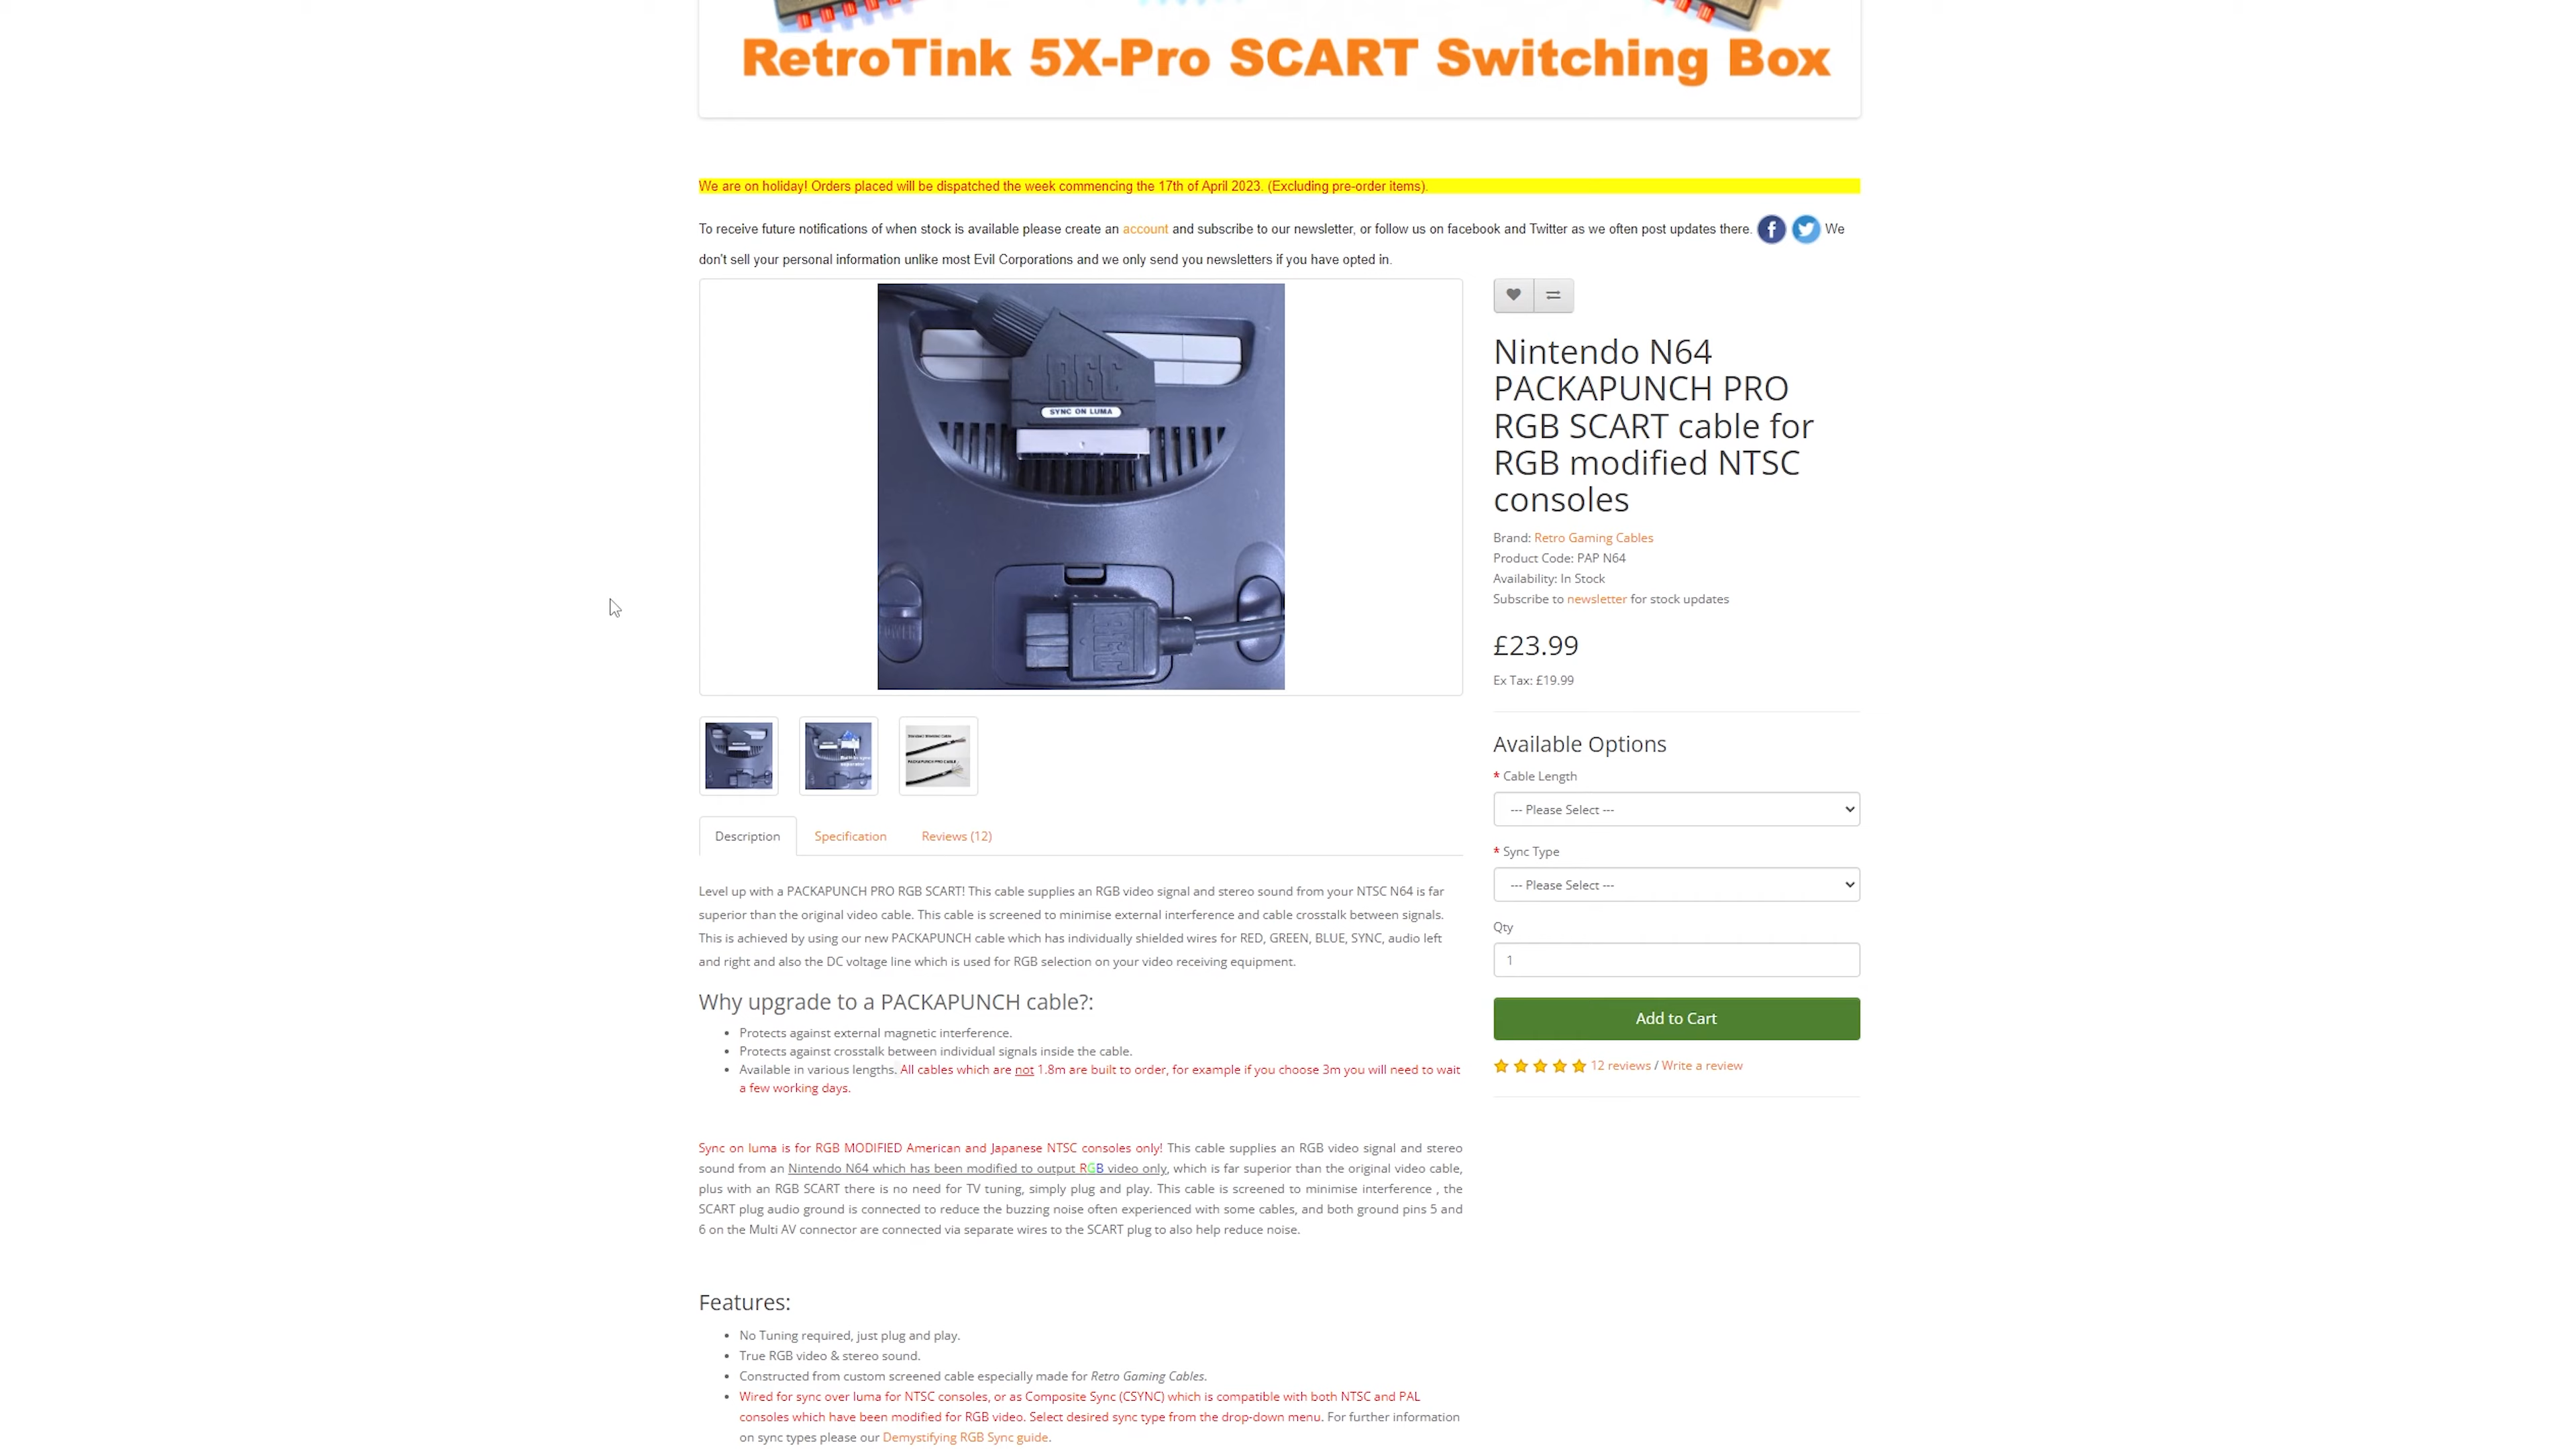 RetroTink 5X-Pro SCART Switching Box
We are on holiday! Orders placed will be dispatched the week commencing the 17th of April 2023. (Excluding pre-order items).
To receive future notifications of when stock is available please create an account and subscribe to our newsletter, or follow us on facebook and Twitter as we often post updates there. We
don't sell your personal information unlike most Evil Corporations and we only send you newsletters if you have opted in.
RGC
SYNC ON LUMA
RGC
Nintendo N64
PACKAPUNCH PRO
RGB SCART cable for
RGB modified NTSC
consoles
Brand: Retro Gaming Cables
Product Code: PAP N64
Availability: In Stock
Subscribe to newsletter for stock updates
£23.99
Ex Tax: £19.99
Available Options
* Cable Length
--- Please Select ---
* Sync Type
--- Please Select ---
Qty
1
Add to Cart
12 reviews / Write a review
Standard Shielded Cable
PACKAPUNCH PRO CABLE
Description
Specification
Reviews (12)
Level up with a PACKAPUNCH PRO RGB SCART! This cable supplies an RGB video signal and stereo sound from your NTSC N64 is far
superior than the original video cable. This cable is screened to minimise external interference and cable crosstalk between signals.
This is achieved by using our new PACKAPUNCH cable which has individually shielded wires for RED, GREEN, BLUE, SYNC, audio left
and right and also the DC voltage line which is used for RGB selection on your video receiving equipment.
Why upgrade to a PACKAPUNCH cable?:
• Protects against external magnetic interference.
• Protects against crosstalk between individual signals inside the cable.
• Available in various lengths. All cables which are not 1.8m are built to order, for example if you choose 3m you will need to wait
a few working days.
Sync on luma is for RGB MODIFIED American and Japanese NTSC consoles only! This cable supplies an RGB video signal and stereo
sound from an Nintendo N64 which has been modified to output RGB video only, which is far superior than the original video cable,
plus with an RGB SCART there is no need for TV tuning, simply plug and play. This cable is screened to minimise interference , the
SCART plug audio ground is connected to reduce the buzzing noise often experienced with some cables, and both ground pins 5 and
6 on the Multi AV connector are connected via separate wires to the SCART plug to also help reduce noise.
Features:
• No Tuning required, just plug and play.
• True RGB video & stereo sound.
• Constructed from custom screened cable especially made for Retro Gaming Cables.
• Wired for sync over luma for NTSC consoles, or as Composite Sync (CSYNC) which is compatible with both NTSC and PAL
consoles which have been modified for RGB video. Select desired sync type from the drop-down menu. For further information
on sync types please our Demystifying RGB Sync guide.